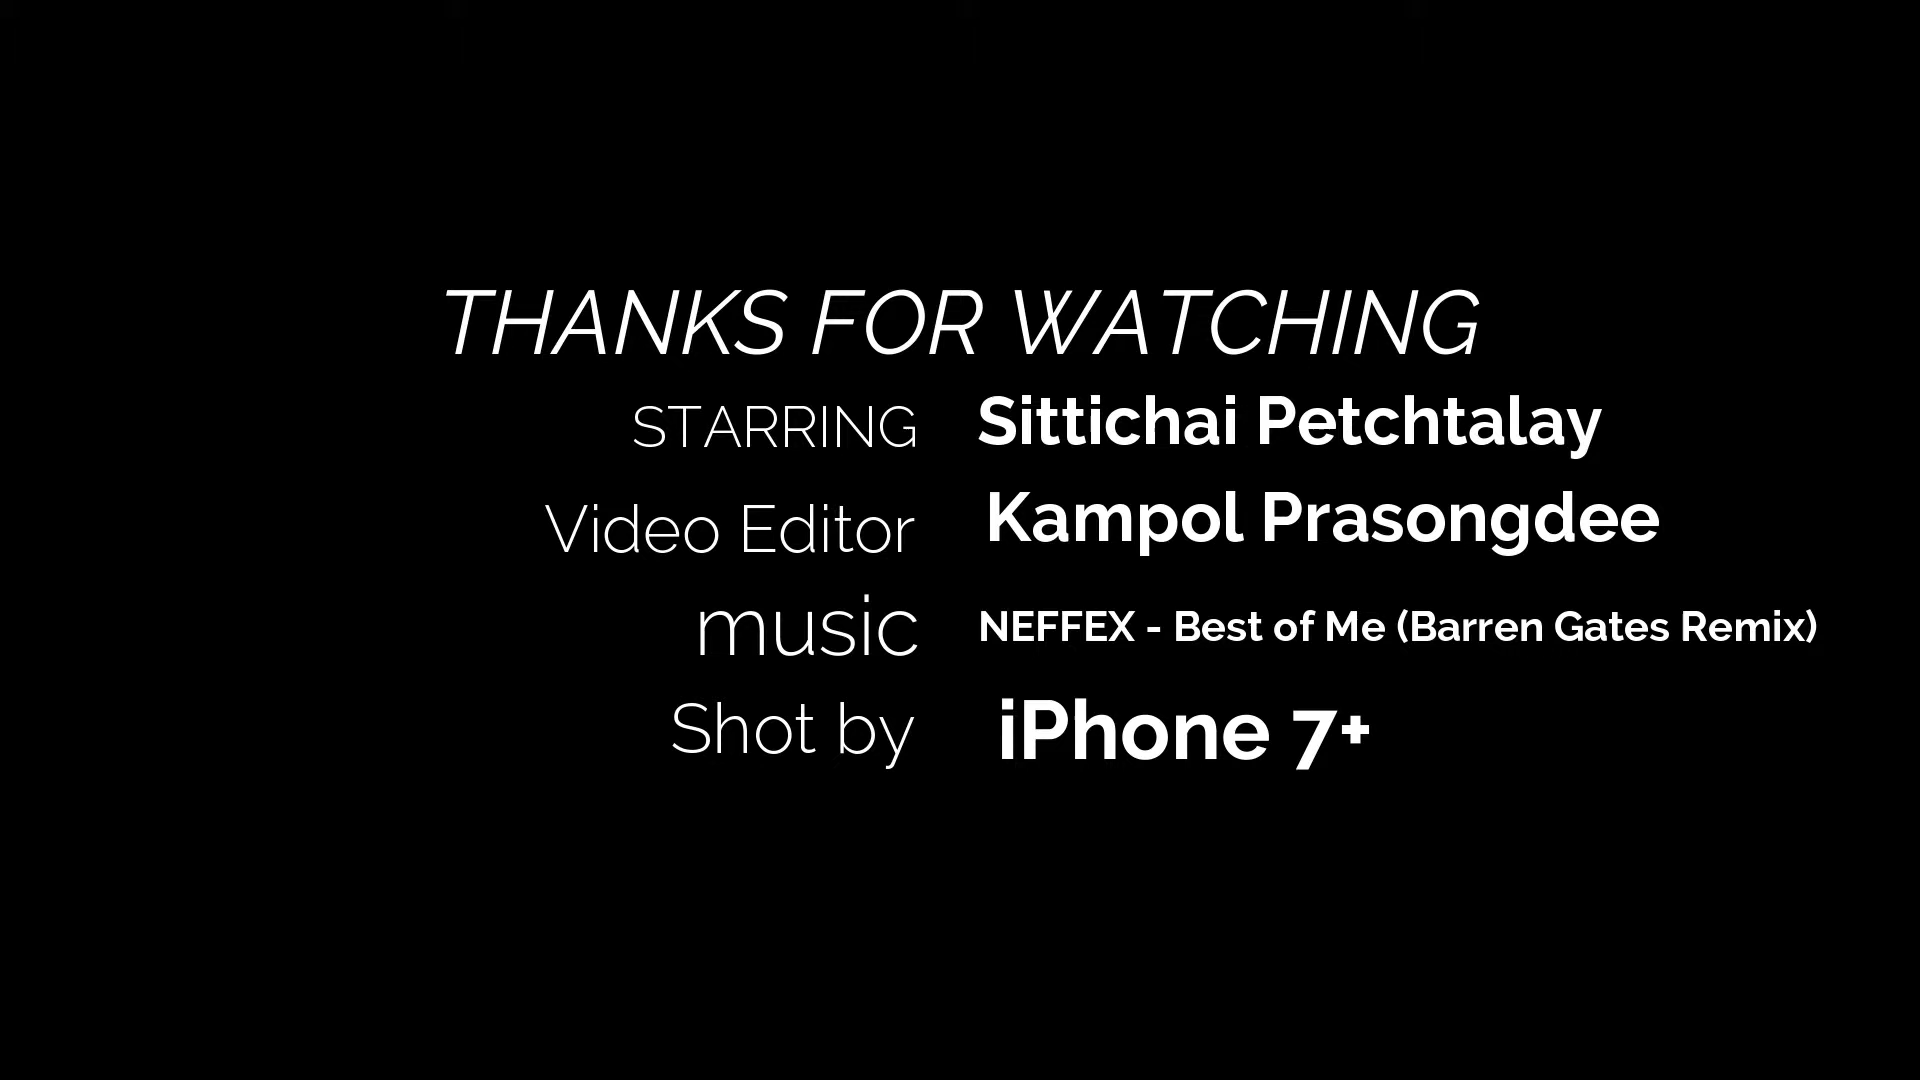 THANKS FOR WATCHING
STARRING Sittichai Petchtalay
Video Editor Kampol Prasongdee
music NEFFEX - Best of Me (Barren Gates Remix)
Shot by iPhone 7+